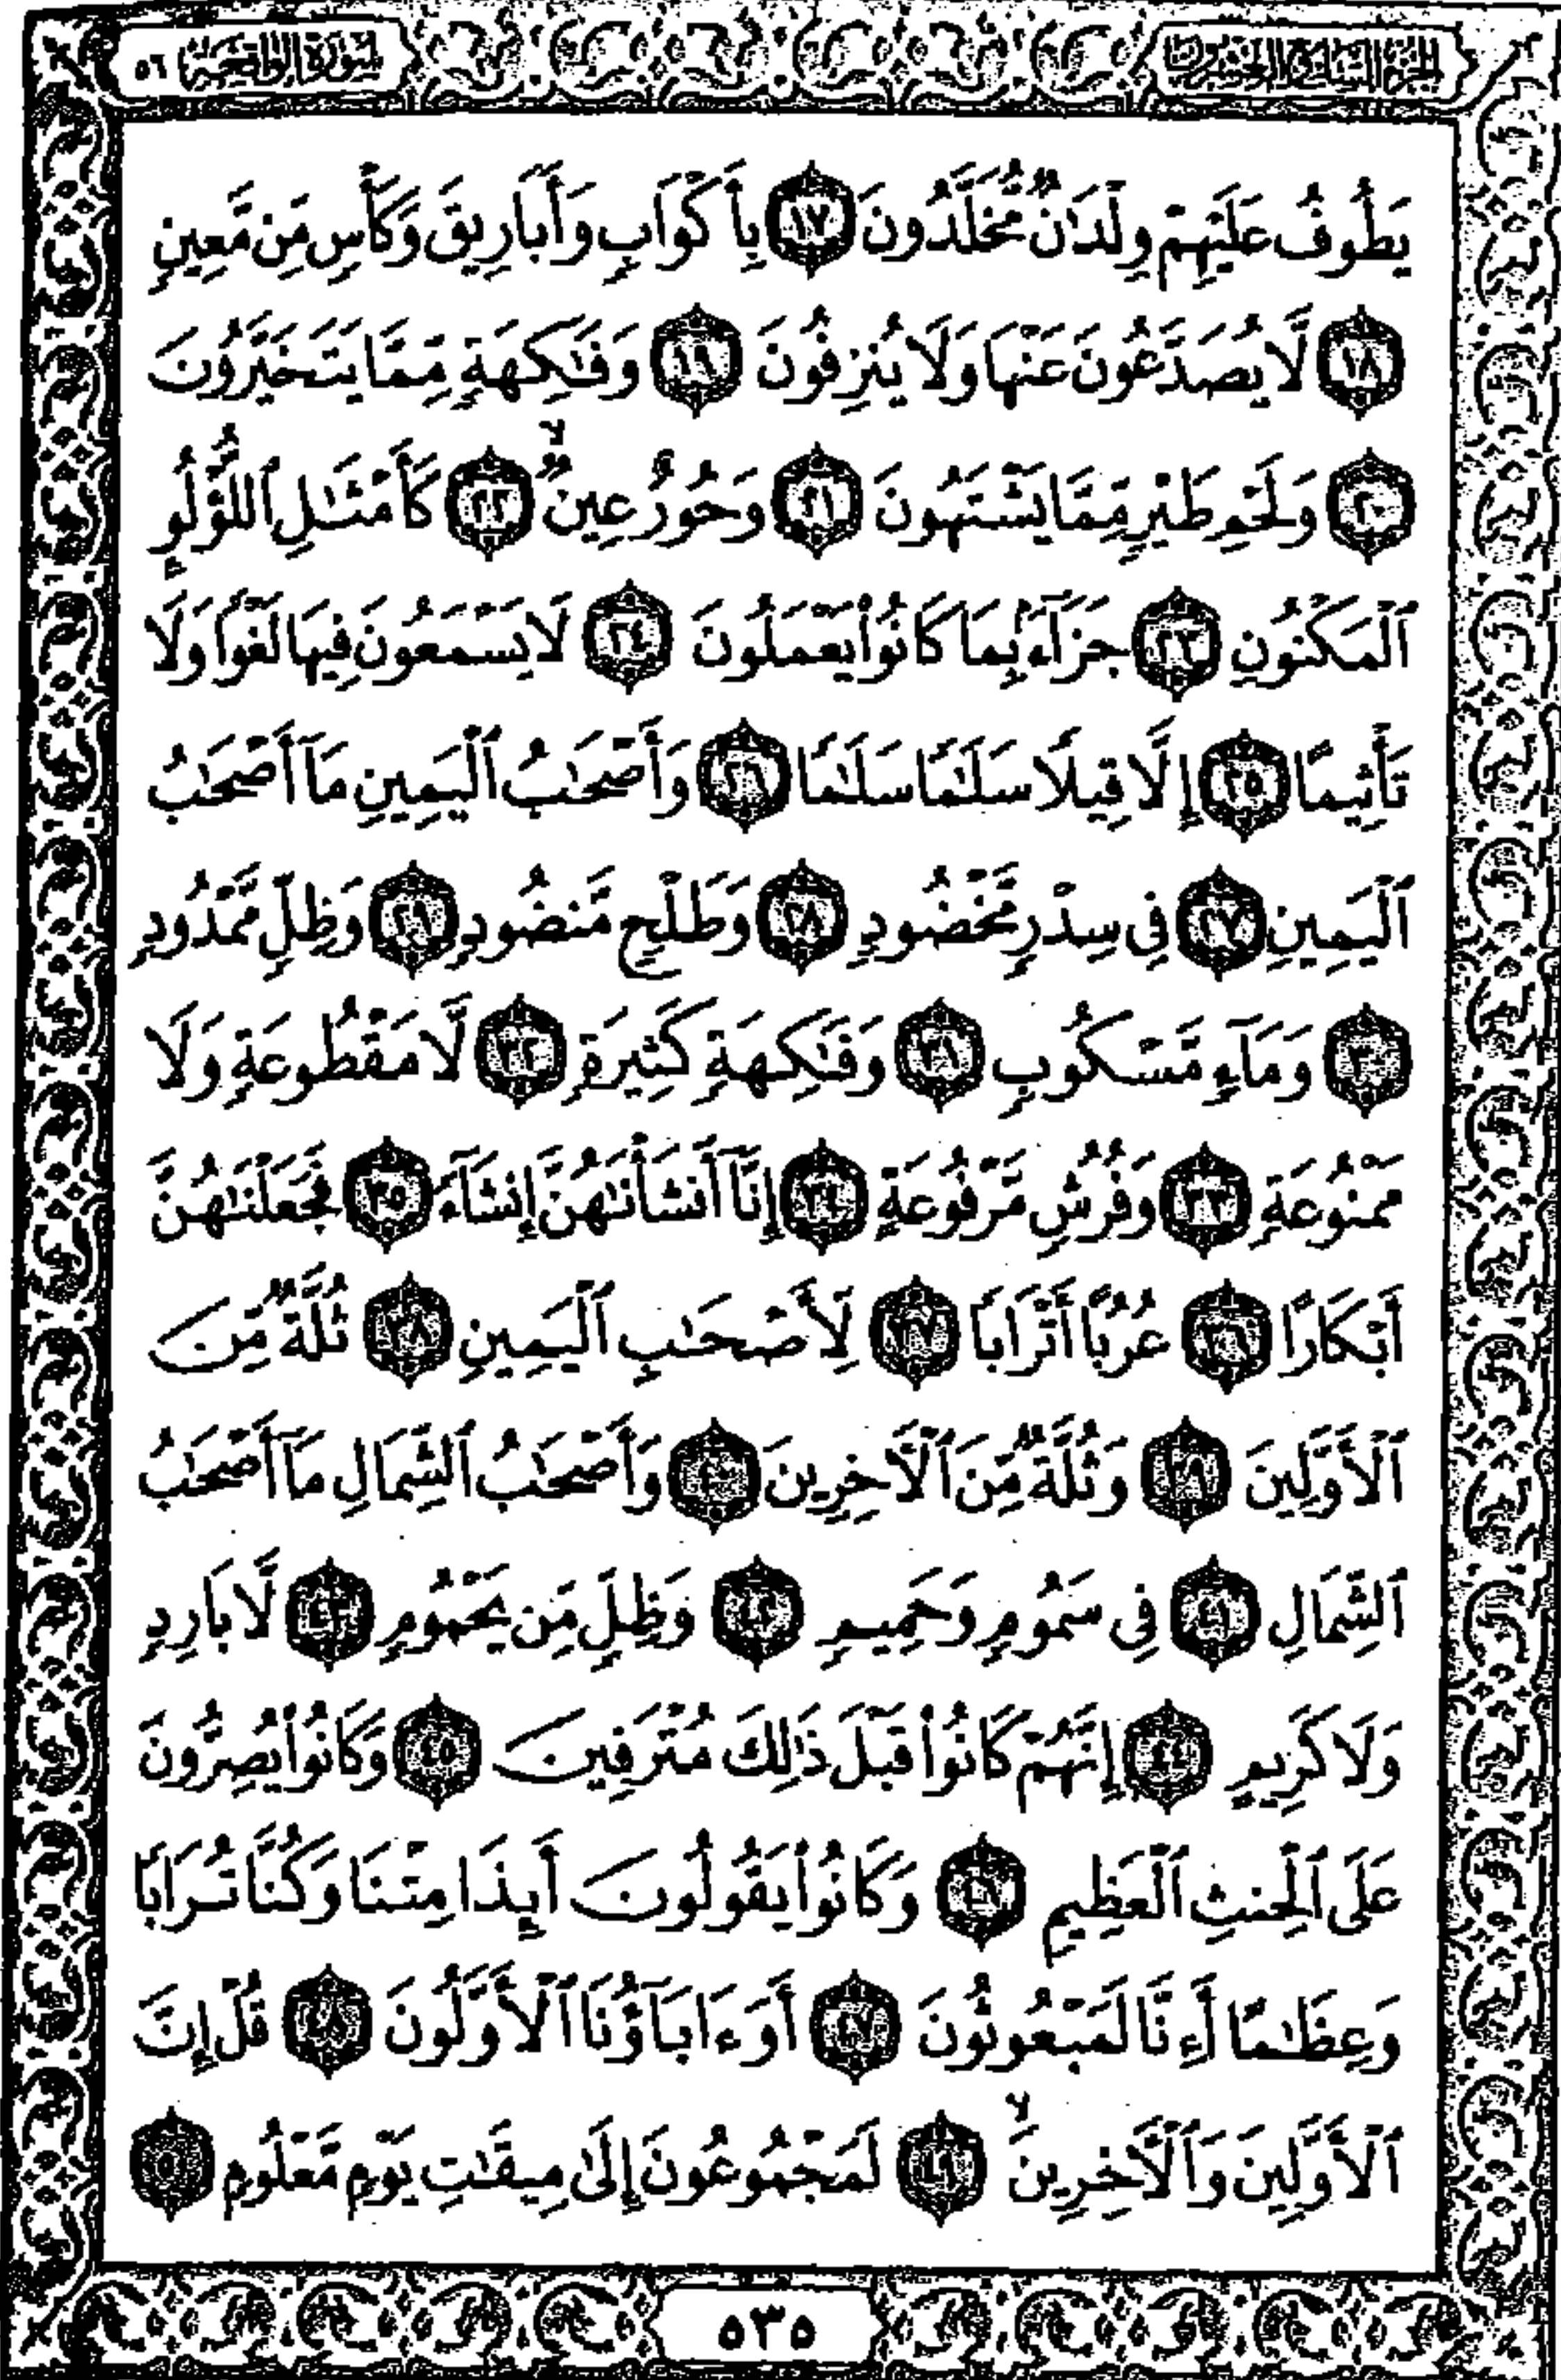 الجزء السابع والعشرون
سورة الواقعة ٥٦
يَطُوفُ عَلَيْهِمْ وِلْدَٰنٌ مُّخَلَّدُونَ ١٧ بِأَكْوَابٍ وَأَبَارِيقَ وَكَأْسٍ مِّن مَّعِينٍ
١٨ لَّا يُصَدَّعُونَ عَنْهَا وَلَا يُنزِفُونَ ١٩ وَفَٰكِهَةٍ مِّمَّا يَتَخَيَّرُونَ
٢٠ وَلَحْمِ طَيْرٍ مِّمَّا يَشْتَهُونَ ٢١ وَحُورٌ عِينٌ ۙ ٢٢ كَأَمْثَٰلِ ٱللُّؤْلُؤِ
ٱلْمَكْنُونِ ٢٣ جَزَآءًۢ بِمَا كَانُوا۟ يَعْمَلُونَ ٢٤ لَا يَسْمَعُونَ فِيهَا لَغْوًا وَلَا
تَأْثِيمًا ٢٥ إِلَّا قِيلًا سَلَٰمًا سَلَٰمًا ٢٦ وَأَصْحَٰبُ ٱلْيَمِينِ مَآ أَصْحَٰبُ
ٱلْيَمِينِ ٢٧ فِى سِدْرٍ مَّخْضُودٍ ٢٨ وَطَلْحٍ مَّنضُودٍ ٢٩ وَظِلٍّ مَّمْدُودٍ
٣٠ وَمَآءٍ مَّسْكُوبٍ ٣١ وَفَٰكِهَةٍ كَثِيرَةٍ ٣٢ لَّا مَقْطُوعَةٍ وَلَا
مَمْنُوعَةٍ ٣٣ وَفُرُشٍ مَّرْفُوعَةٍ ٣٤ إِنَّآ أَنشَأْنَٰهُنَّ إِنشَآءً ٣٥ فَجَعَلْنَٰهُنَّ
أَبْكَارًا ٣٦ عُرُبًا أَتْرَابًا ٣٧ لِّأَصْحَٰبِ ٱلْيَمِينِ ٣٨ ثُلَّةٌ مِّنَ
ٱلْأَوَّلِينَ ٣٩ وَثُلَّةٌ مِّنَ ٱلْءَاخِرِينَ ٤٠ وَأَصْحَٰبُ ٱلشِّمَالِ مَآ أَصْحَٰبُ
ٱلشِّمَالِ ٤١ فِى سَمُومٍ وَحَمِيمٍ ٤٢ وَظِلٍّ مِّن يَحْمُومٍ ٤٣ لَّا بَارِدٍ
وَلَا كَرِيمٍ ٤٤ إِنَّهُمْ كَانُوا۟ قَبْلَ ذَٰلِكَ مُتْرَفِينَ ٤٥ وَكَانُوا۟ يُصِرُّونَ
عَلَى ٱلْحِنثِ ٱلْعَظِيمِ ٤٦ وَكَانُوا۟ يَقُولُونَ أَئِذَا مِتْنَا وَكُنَّا تُرَابًا
وَعِظَٰمًا أَءِنَّا لَمَبْعُوثُونَ ٤٧ أَوَءَابَآؤُنَا ٱلْأَوَّلُونَ ٤٨ قُلْ إِنَّ
ٱلْأَوَّلِينَ وَٱلْءَاخِرِينَ ۙ ٤٩ لَمَجْمُوعُونَ إِلَىٰ مِيقَٰتِ يَوْمٍ مَّعْلُومٍ ٥٠
٥٣٥